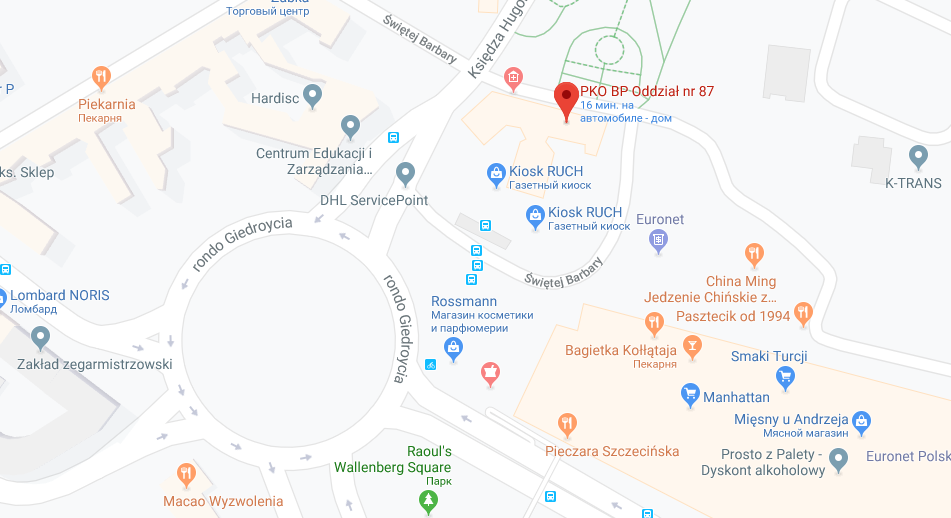 Торговый центр
Świętej Barbary
Księdza Hugo
PKO BP Oddział nr 87
16 мин. на
автомобиле - дом
r P
Piekarnia
Пекарня
Hardisc
Centrum Edukacji i
Zarządzania...
ks. Sklep
DHL ServicePoint
Kiosk RUCH
Газетный киоск
Kiosk RUCH
Газетный киоск
K-TRANS
Euronet
rondo Giedroycia
Świętej Barbary
China Ming
Jedzenie Chińskie z...
Pasztecik od 1994
Lombard NORIS
Ломбард
rondo Giedroycia
Rossmann
Магазин косметики
и парфюмерии
Zakład zegarmistrzowski
Bagietka Kołłątaja
Пекарня
Smaki Turcji
Manhattan
Mięsny u Andrzeja
Мясной магазин
Pieczara Szczecińska
Prosto z Palety -
Dyskont alkoholowy
Euronet Polsk
Raoul's
Wallenberg Square
Парк
Macao Wyzwolenia